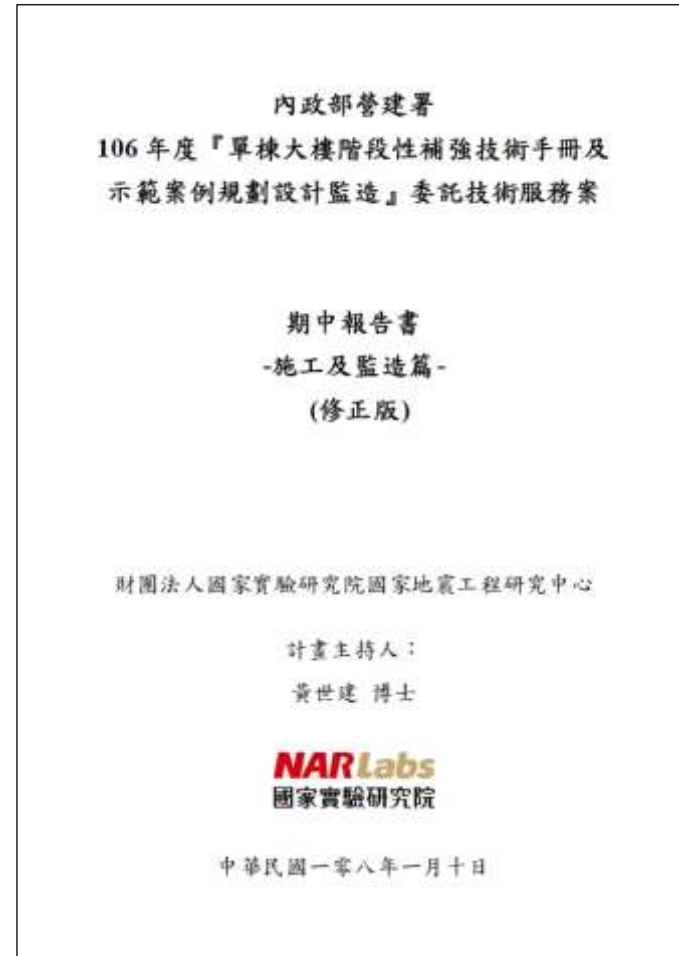 內政部營建署
106 年度『單棟大樓階段性補強技術手冊及
示範案例規劃設計監造』委託技術服務案
期中報告書
-施工及監造篇-
(修正版)
財團法人國家實驗研究院國家地震工程研究中心
計畫主持人：
黃世建 博士
NARLabs
國家實驗研究院
中華民國一零八年一月十日